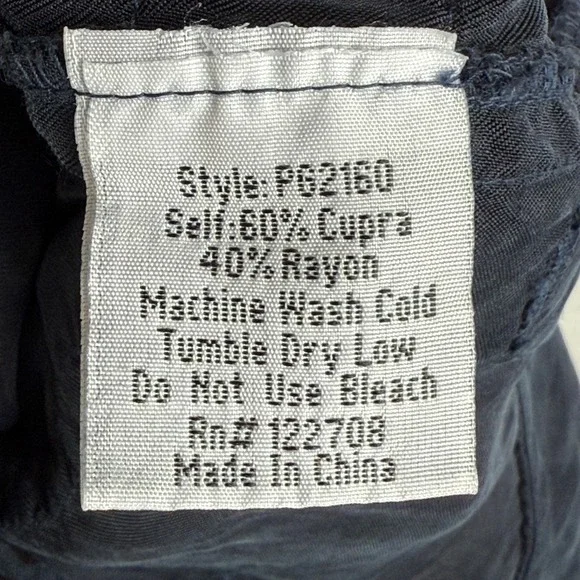 Style: PG2160
Self:60% Cupra
40% Rayon
Machine Wash Cold
Tumble Dry Low
Do Not Use Bleach
Rn# 122708
Made In China